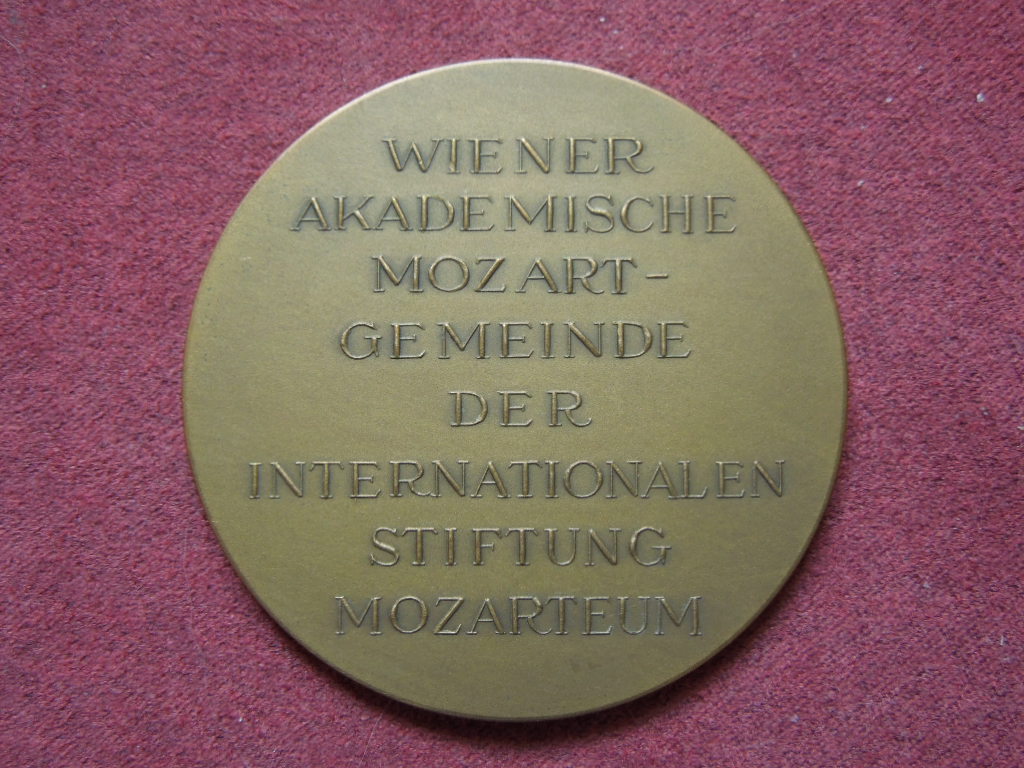 WIENER
AKADEMISCHE
MOZART-
GEMEINDE
DER
INTERNATIONALEN
STIFTUNG
MOZARTEUM